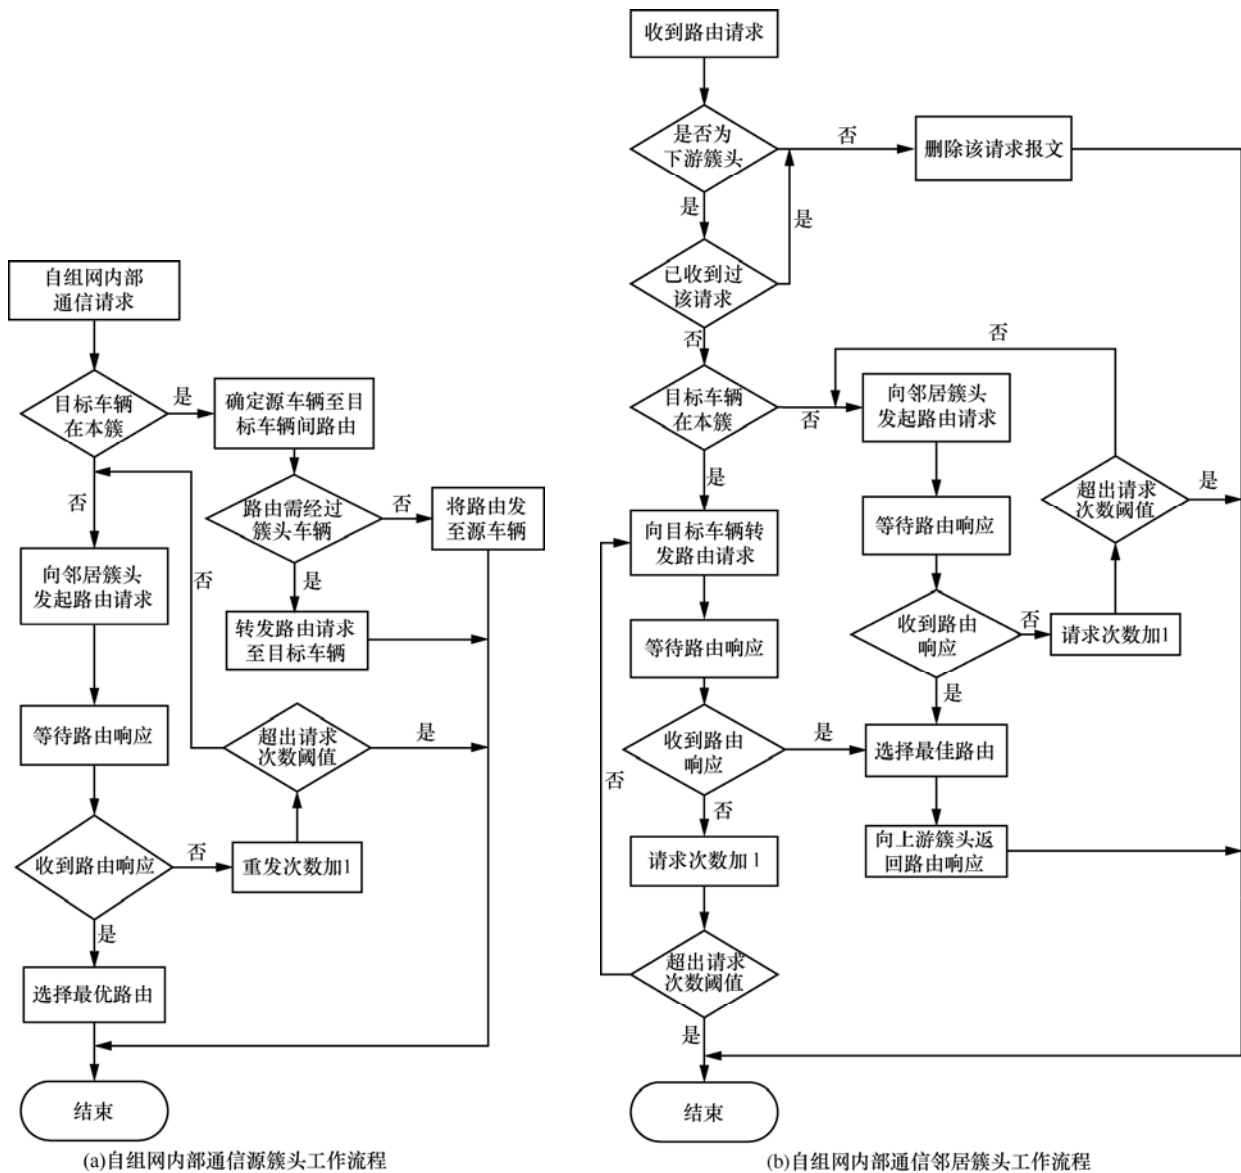 自组网内部
通信请求
目标车辆
在本簇
是
确定源车辆至目
标车辆间路由
否
路由需经过
簇头车辆
否
将路由发
至源车辆
是
转发路由请求
至目标车辆
向邻居簇头
发起路由请求
否
等待路由响应
超出请求
次数阈值
是
收到路由响应
否
重发次数加1
是
选择最优路由
结束
(a)自组网内部通信源簇头工作流程
收到路由请求
是否为
下游簇头
否
删除该请求报文
是
是
已收到过
该请求
否
否
目标车辆
在本簇
否
向邻居簇头
发起路由请求
是
超出请求
次数阈值
是
向目标车辆转
发路由请求
等待路由响应
等待路由响应
收到路由
响应
否
请求次数加1
是
收到路由
响应
是
选择最佳路由
否
否
请求次数加1
向上游簇头返
回路由响应
超出请求
次数阈值
是
结束
(b)自组网内部通信邻居簇头工作流程